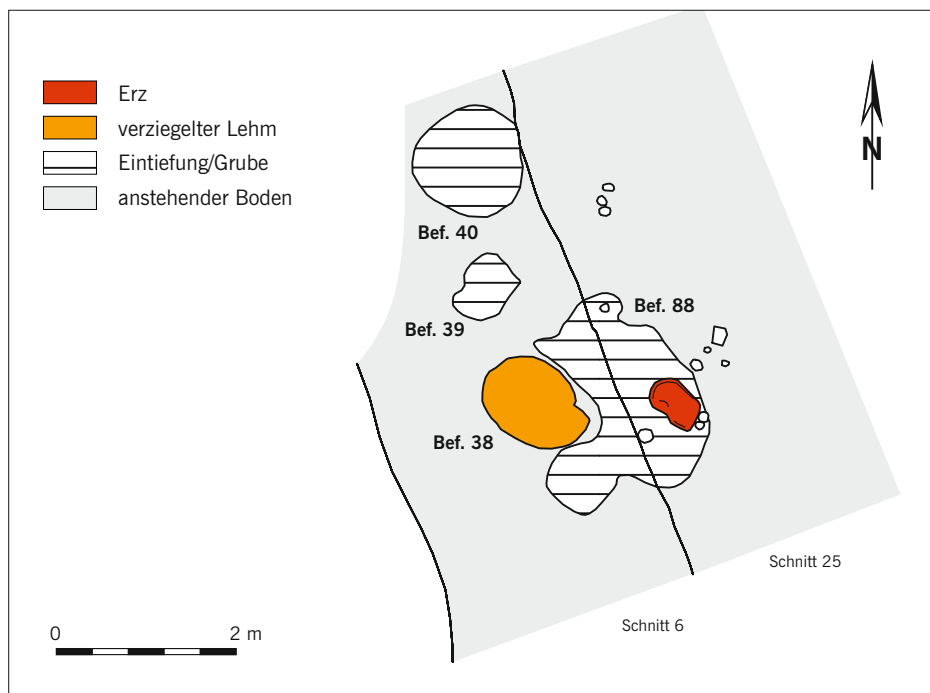 Erz
verziegelter Lehm
Eintiefung/Grube
anstehender Boden
N
Bef. 40
Bef. 39
Bef. 88
Bef. 38
Schnitt 25
Schnitt 6
0 2 m